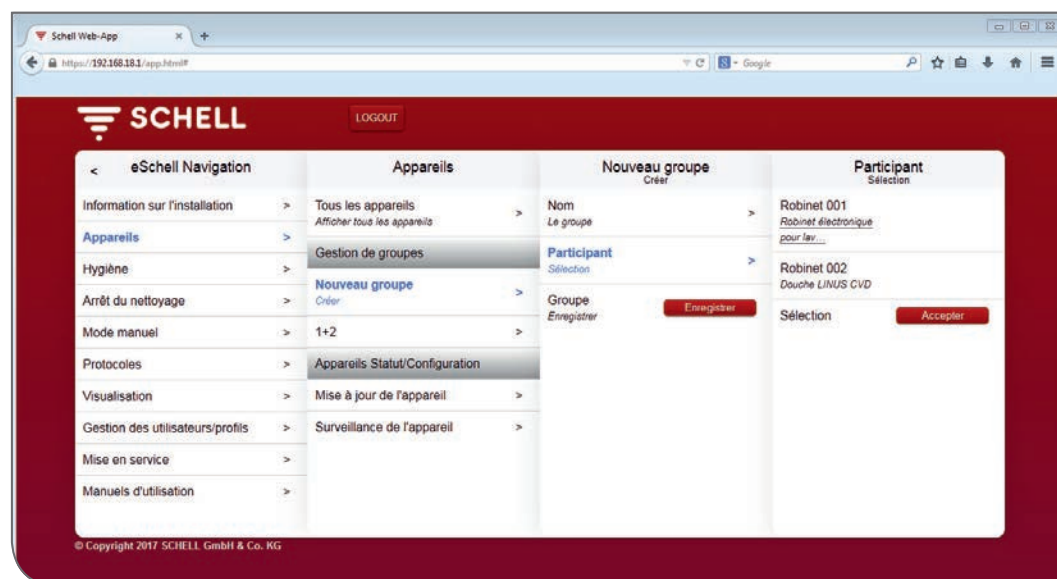 Schell Web-App
https://192.168.18.1/app.html#
Google
SCHELL
LOGOUT
< eSchell Navigation
Information sur l'installation >
Appareils >
Hygiène >
Arrêt du nettoyage >
Mode manuel >
Protocoles >
Visualisation >
Gestion des utilisateurs/profils >
Mise en service >
Manuels d'utilisation >
Appareils
Tous les appareils >
Afficher tous les appareils
Gestion de groupes
Nouveau groupe >
Créer
1+2 >
Appareils Statut/Configuration
Mise à jour de l'appareil >
Surveillance de l'appareil >
Nouveau groupe
Créer
Nom >
Le groupe
Participant >
Sélection
Groupe
Enregistrer
Enregistrer
Participant
Sélection
Robinet 001
Robinet électronique
pour lav...
Robinet 002
Douche LINUS CVD
Sélection
Accepter
© Copyright 2017 SCHELL GmbH & Co. KG